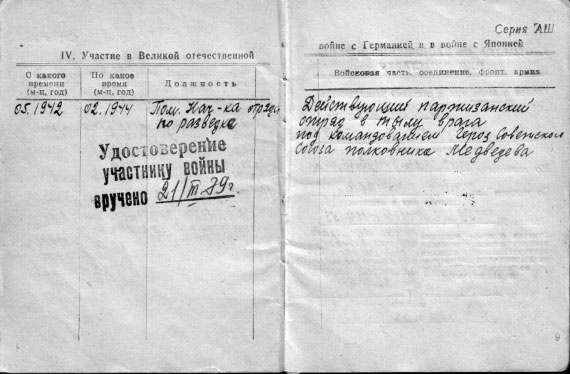 Серия АШ
IV. Участие в Великой отечественной
войне с Германией и в войне с Японией
С какого
времени
(м-ц, год)
По какое
время
(м-ц, год)
Должность
Войсковая часть, соединение, фронт, армия
05.1942
02.1944
Пом. Нач-ка отряда
по разведке
Действующий партизанский
отряд в тылу врага
под командованием Героя Советского
Союза полковника Медведева
Удостоверение
участнику войны
вручено 21/III 89г.